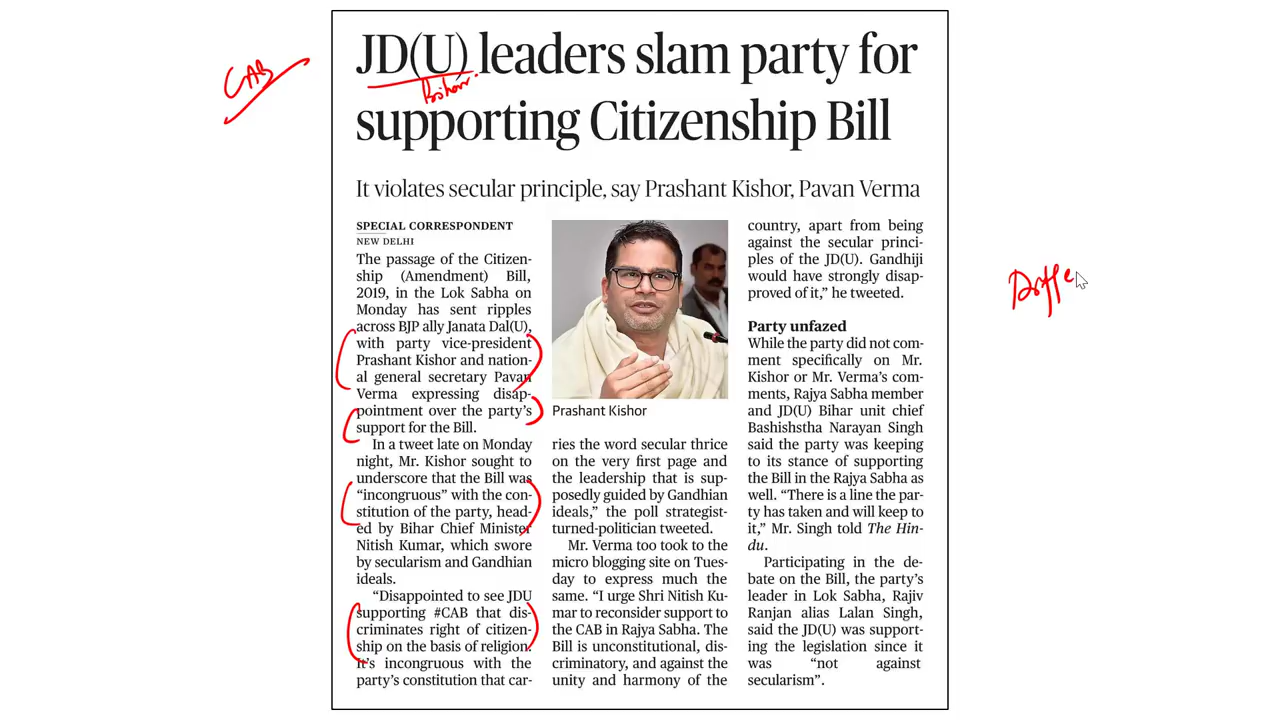 JD(U) leaders slam party for
supporting Citizenship Bill
CAB
Bihar
It violates secular principle, say Prashant Kishor, Pavan Verma
SPECIAL CORRESPONDENT
NEW DELHI
The passage of the Citizen-
ship (Amendment) Bill,
2019, in the Lok Sabha on
Monday has sent ripples
across BJP ally Janata Dal(U),
with party vice-president
Prashant Kishor and nation-
al general secretary Pavan
Verma expressing disap-
pointment over the party's
support for the Bill.
In a tweet late on Monday
night, Mr. Kishor sought to
underscore that the Bill was
“incongruous” with the con-
stitution of the party, head-
ed by Bihar Chief Minister
Nitish Kumar, which swore
by secularism and Gandhian
ideals.
“Disappointed to see JDU
supporting #CAB that dis-
criminates right of citizen-
ship on the basis of religion.
It's incongruous with the
party's constitution that car-
Prashant Kishor
ries the word secular thrice
on the very first page and
the leadership that is sup-
posedly guided by Gandhian
ideals,” the poll strategist-
turned-politician tweeted.
Mr. Verma too took to the
micro blogging site on Tues-
day to express much the
same. “I urge Shri Nitish Ku-
mar to reconsider support to
the CAB in Rajya Sabha. The
Bill is unconstitutional, dis-
criminatory, and against the
unity and harmony of the
country, apart from being
against the secular princi-
ples of the JD(U). Gandhiji
would have strongly disap-
proved of it,” he tweeted.
Party unfazed
While the party did not com-
ment specifically on Mr.
Kishor or Mr. Verma's com-
ments, Rajya Sabha member
and JD(U) Bihar unit chief
Bashishstha Narayan Singh
said the party was keeping
to its stance of supporting
the Bill in the Rajya Sabha as
well. “There is a line the par-
ty has taken and will keep to
it,” Mr. Singh told The Hin-
du.
Participating in the de-
bate on the Bill, the party's
leader in Lok Sabha, Rajiv
Ranjan alias Lalan Singh,
said the JD(U) was support-
ing the legislation since it
was “not against
secularism”.
Diffe